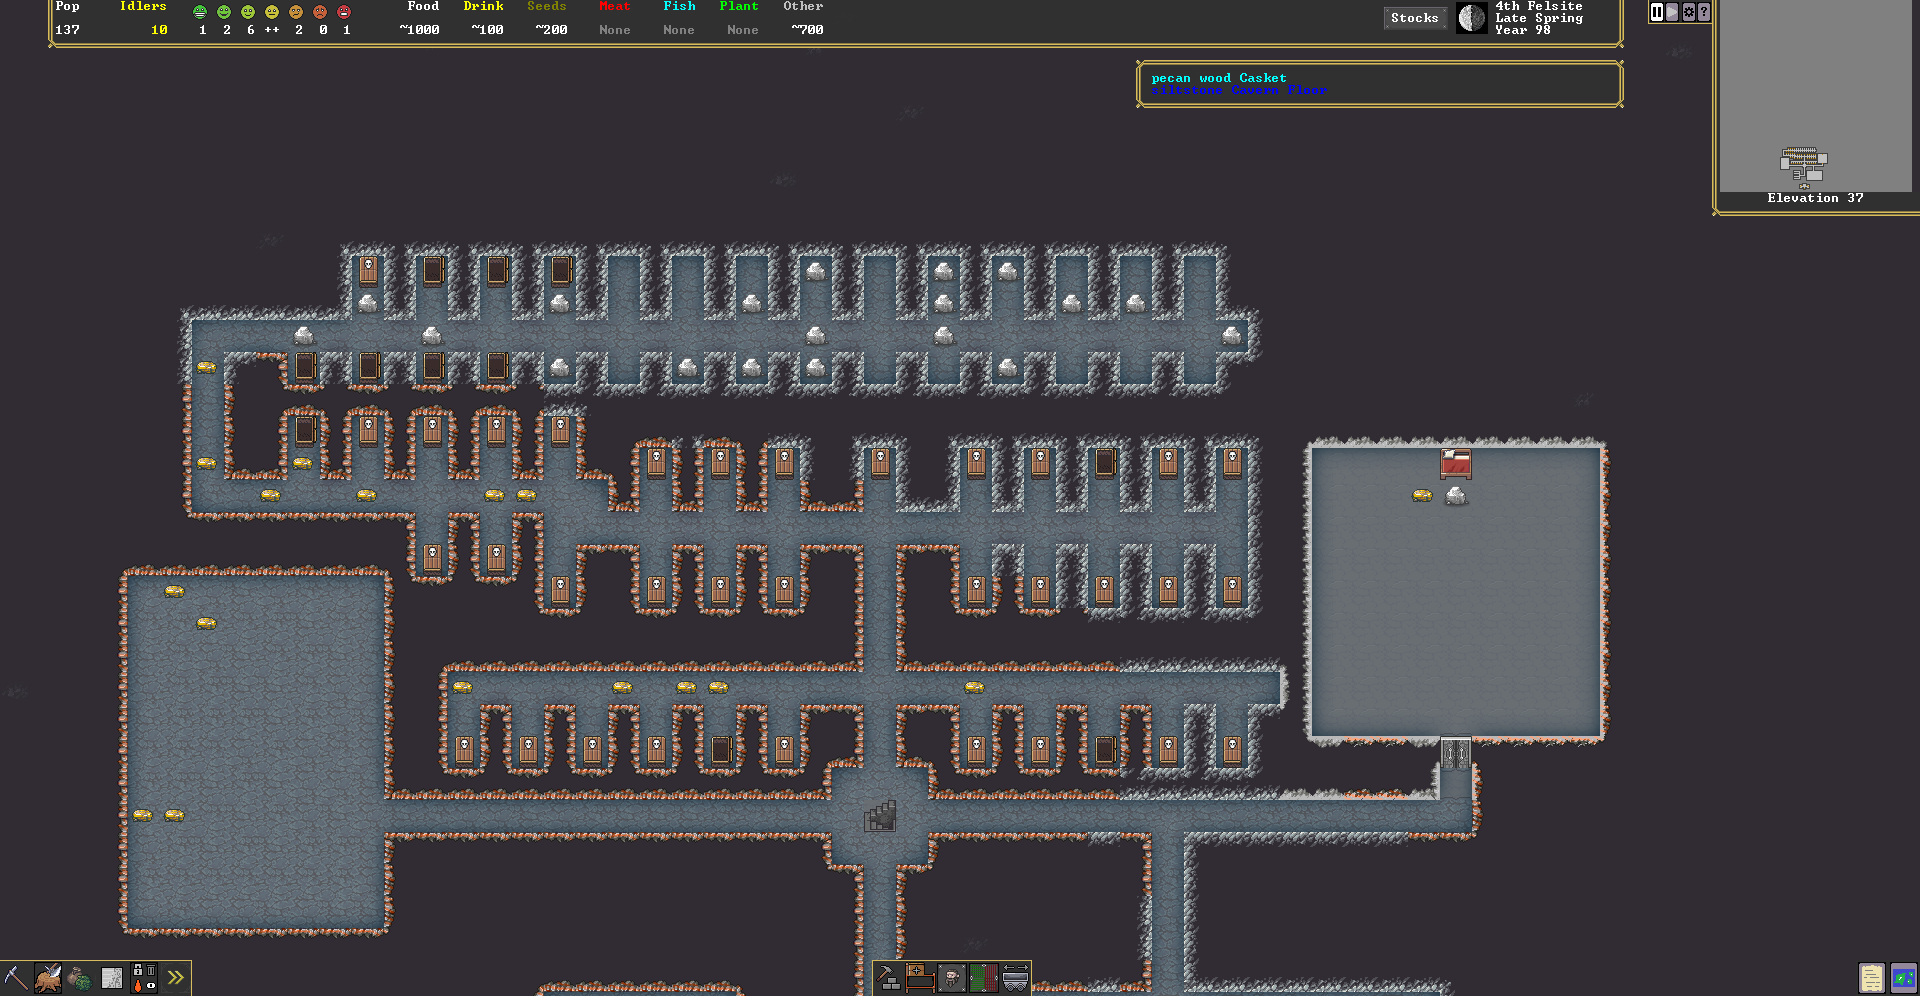 Pop Idlers Food Drink Seeds Meat Fish Plant Other
137 10 1 2 6 ++ 2 0 1 ~1000 ~100 ~200 None None None ~700
Stocks
4th Felsite
Late Spring
Year 98
?
pecan wood Casket
siltstone Cavern Floor
Elevation 37